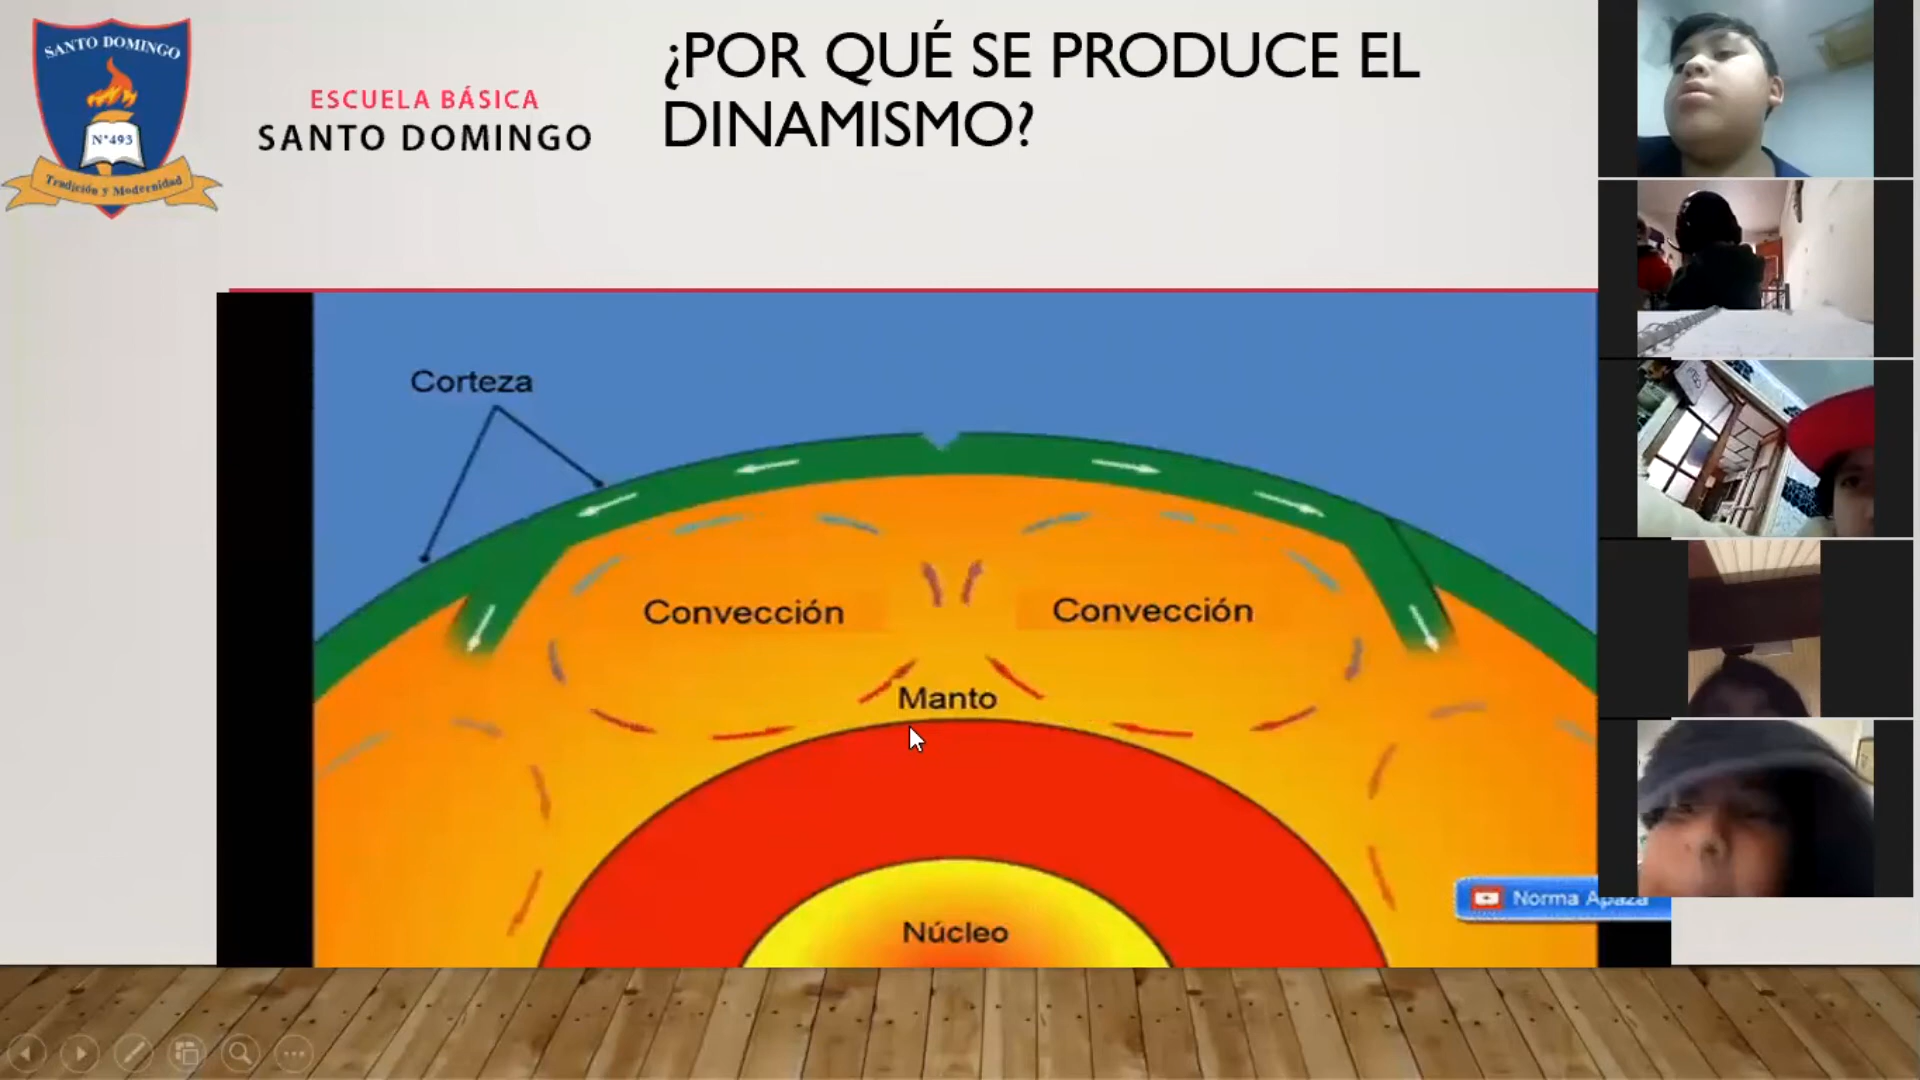 SANTO DOMINGO
N°493
Tradición y Modernidad
ESCUELA BÁSICA
SANTO DOMINGO
¿POR QUÉ SE PRODUCE EL
DINAMISMO?
Corteza
Convección
Convección
Manto
Núcleo
Norma Apaza